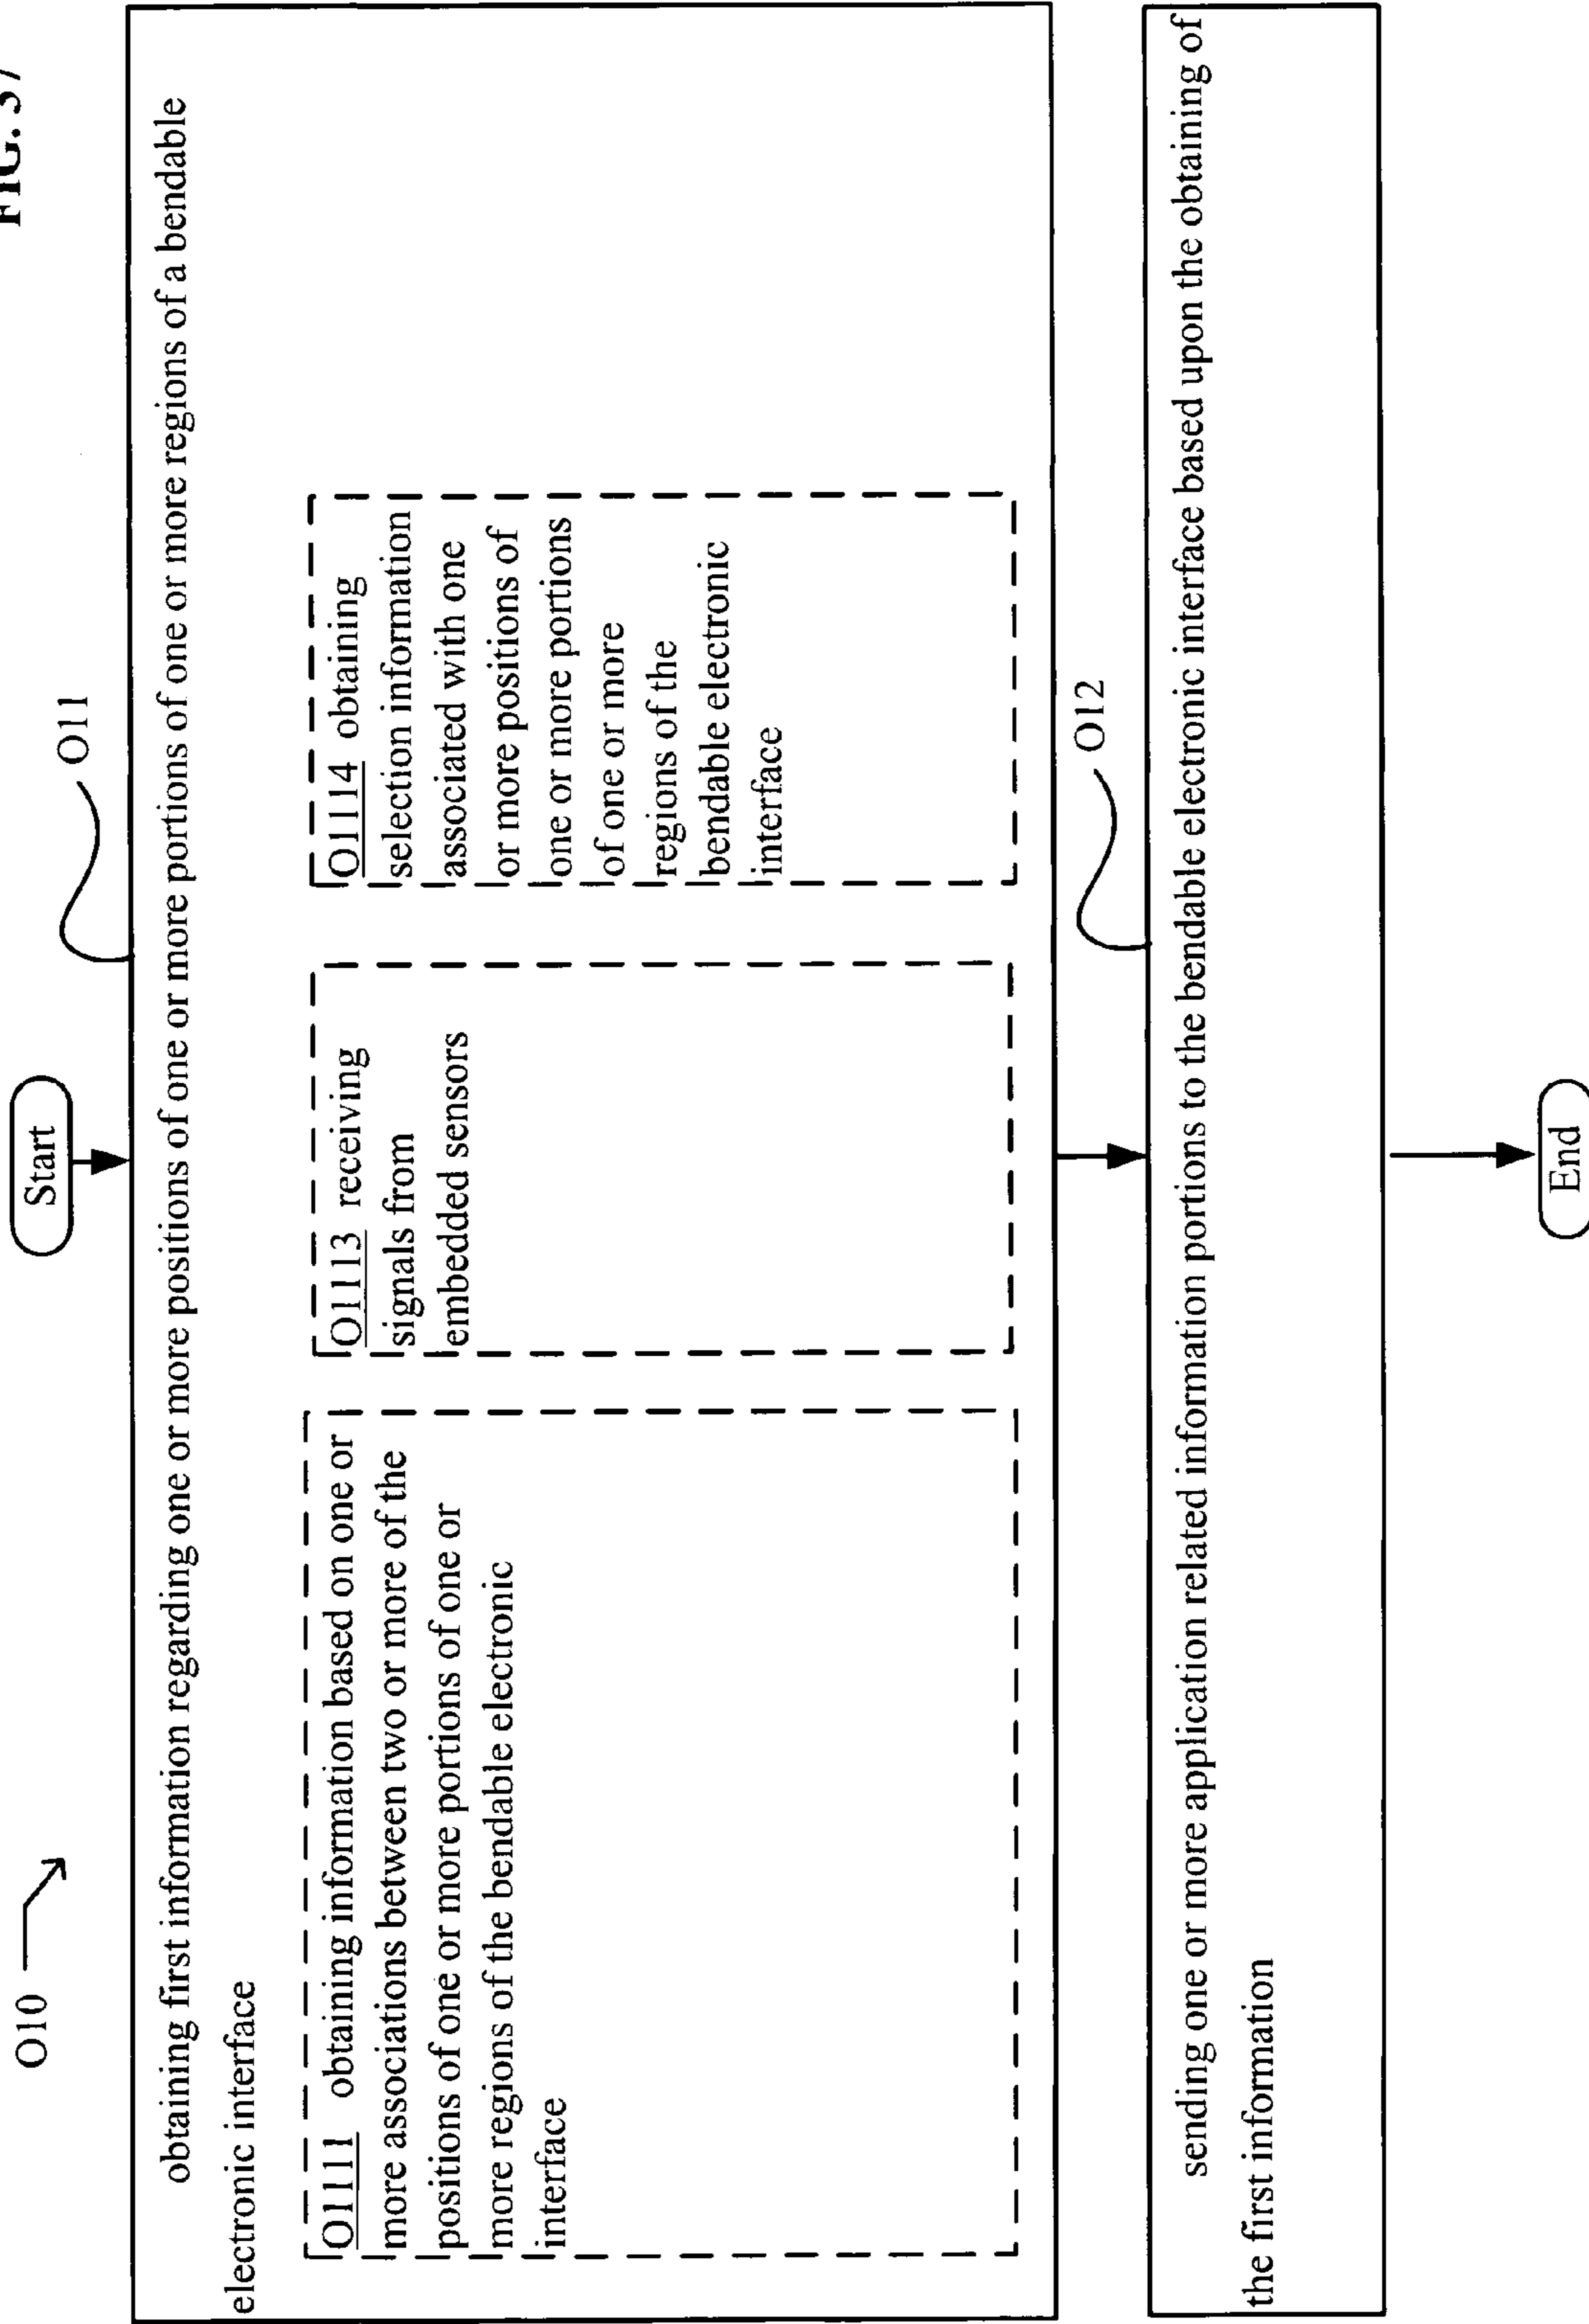 FIG. 37
O10
Start
O11
obtaining first information regarding one or more positions of one or more portions of one or more regions of a bendable
electronic interface
O1111 obtaining information based on one or
more associations between two or more of the
positions of one or more portions of one or
more regions of the bendable electronic
interface
O1113 receiving
signals from
embedded sensors
O1114 obtaining
selection information
associated with one
or more positions of
one or more portions
of one or more
regions of the
bendable electronic
interface
O12
sending one or more application related information portions to the bendable electronic interface based upon the obtaining of
the first information
End